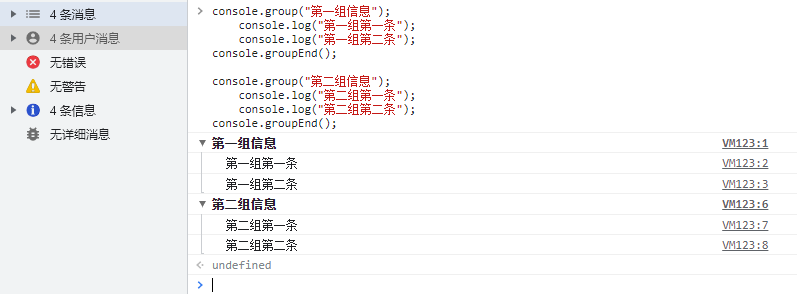 4 条消息
4 条用户消息
无错误
无警告
4 条信息
无详细消息
console.group("第一组信息");
console.log("第一组第一条");
console.log("第一组第二条");
console.groupEnd();
console.group("第二组信息");
console.log("第二组第一条");
console.log("第二组第二条");
console.groupEnd();
第一组信息 VM123:1
第一组第一条 VM123:2
第一组第二条 VM123:3
第二组信息 VM123:6
第二组第一条 VM123:7
第二组第二条 VM123:8
undefined